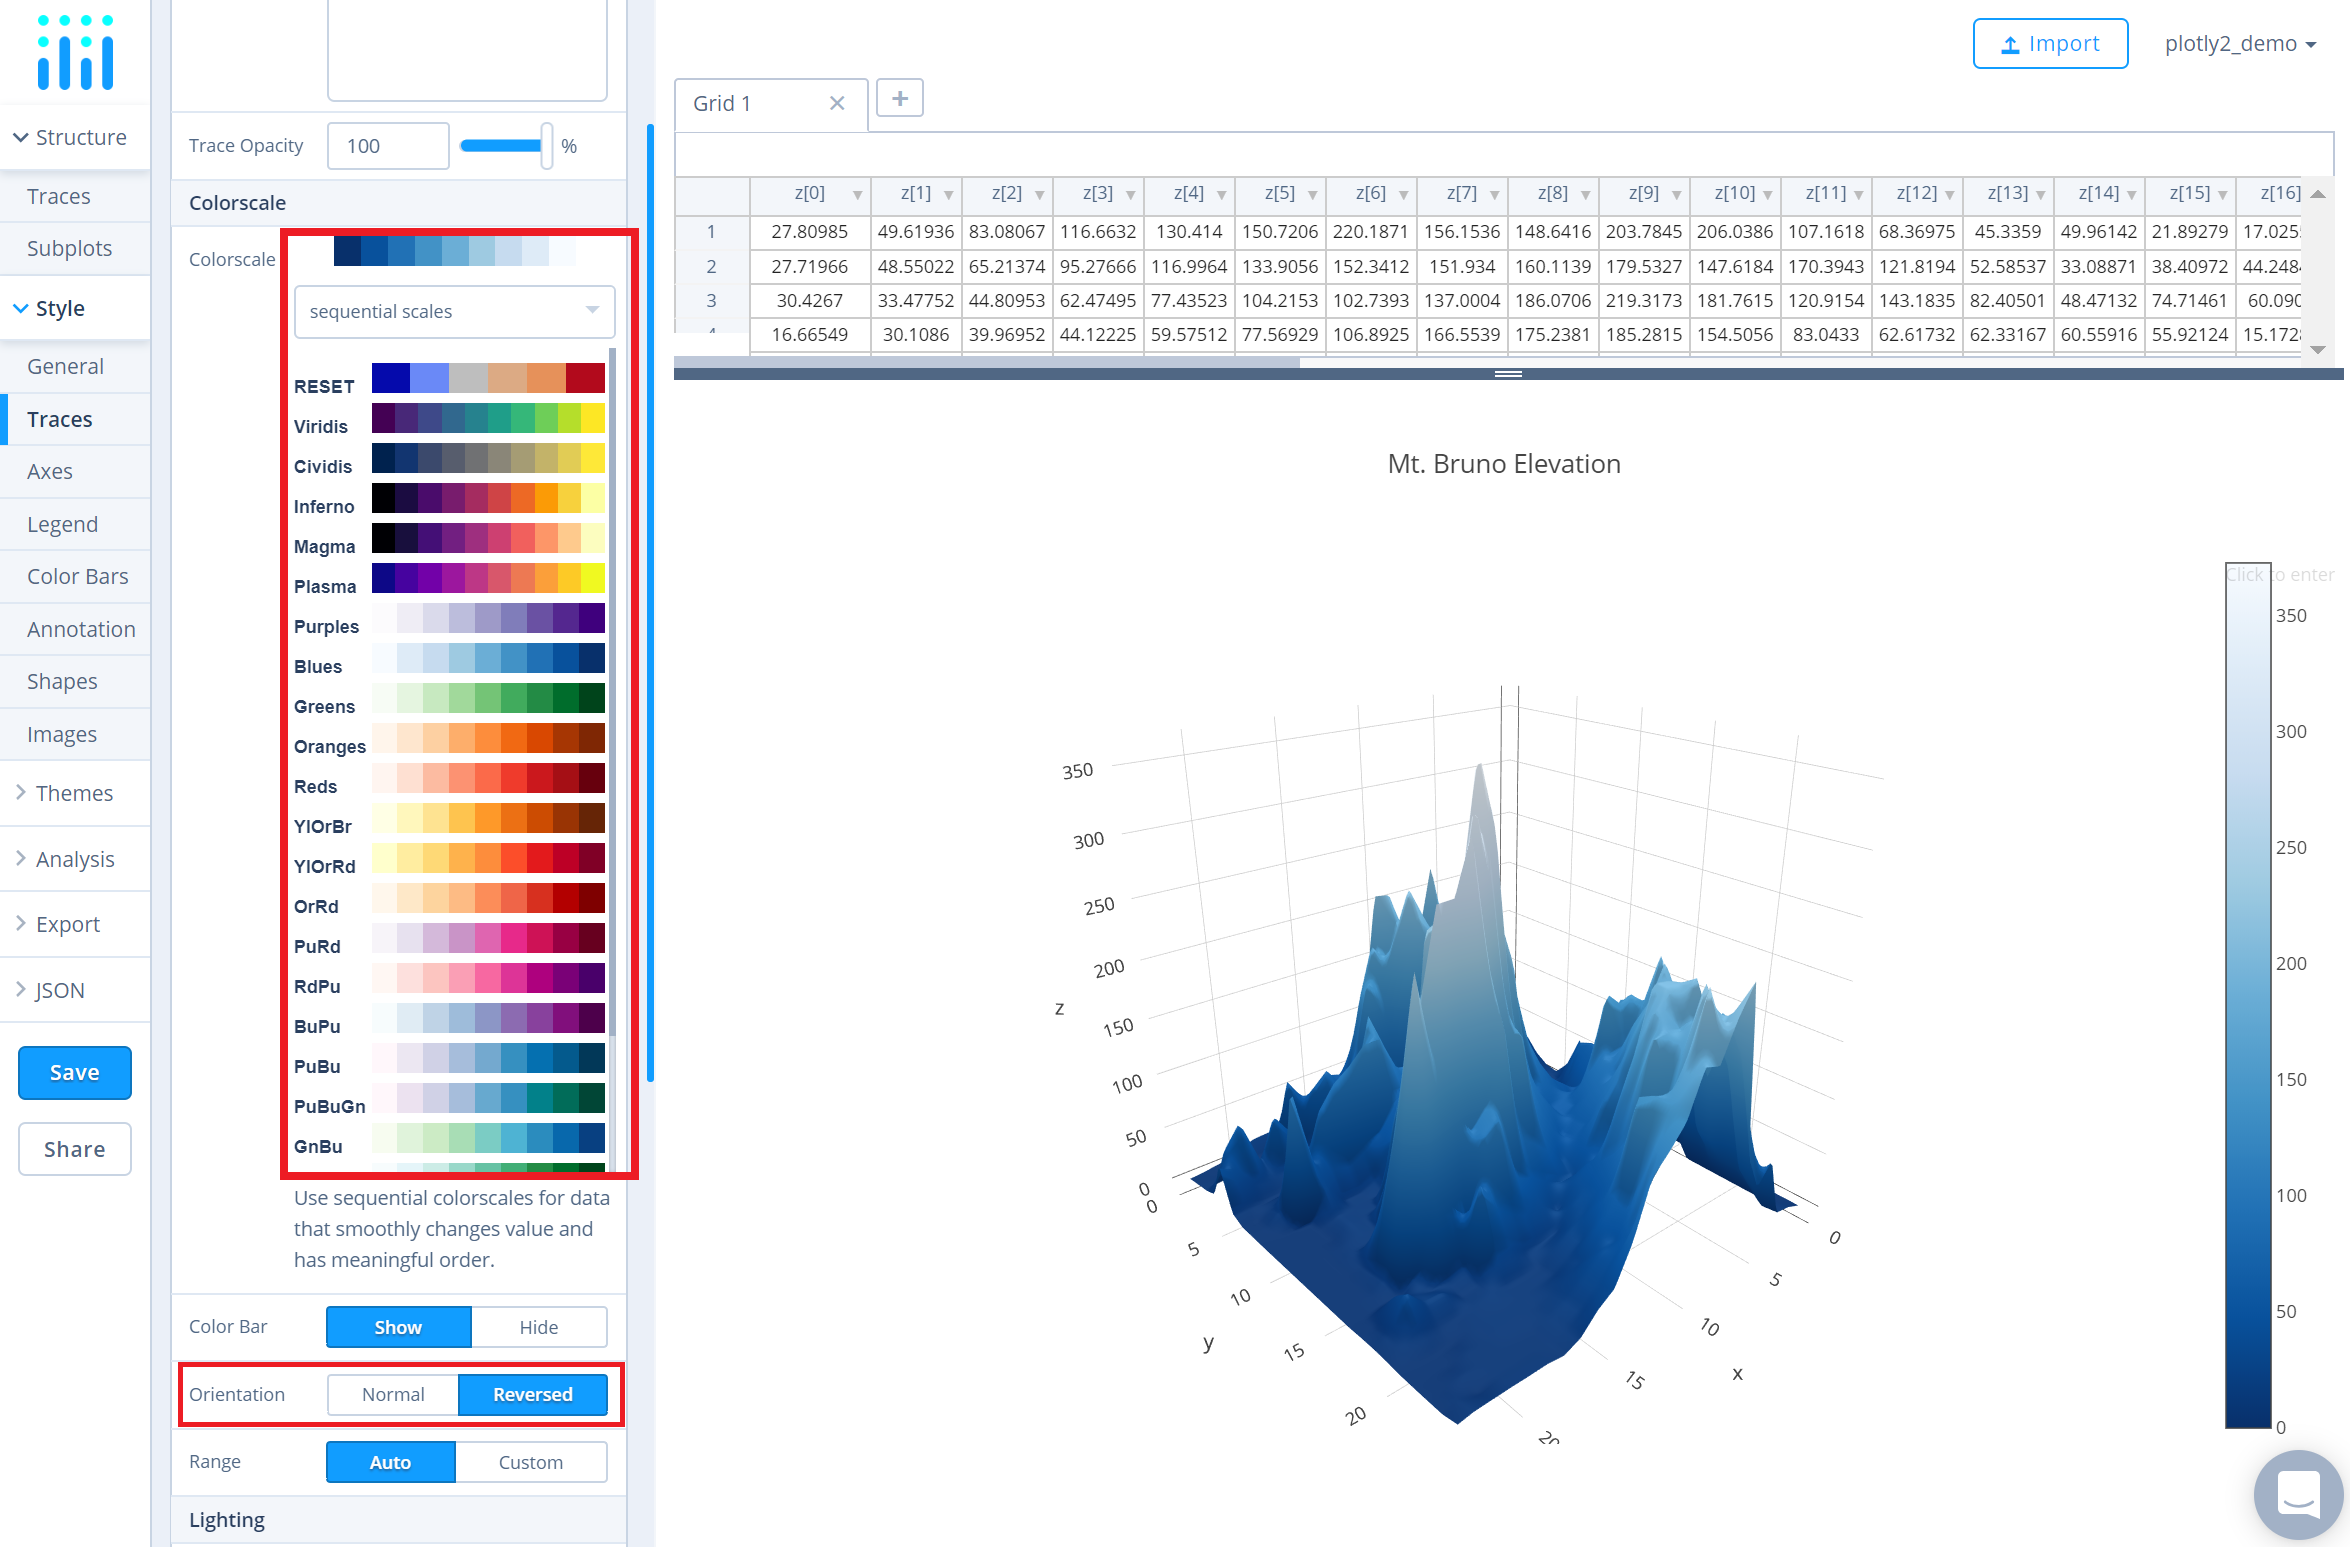 Structure
Traces
Subplots
Style
General
Traces
Axes
Legend
Color Bars
Annotation
Shapes
Images
Themes
Analysis
Export
JSON
Save
Share
Trace Opacity 100 %
Colorscale
Colorscale
sequential scales
RESET
Viridis
Cividis
Inferno
Magma
Plasma
Purples
Blues
Greens
Oranges
Reds
YlOrBr
YlOrRd
OrRd
PuRd
RdPu
BuPu
PuBu
PuBuGn
GnBu
Use sequential colorscales for data
that smoothly changes value and
has meaningful order.
Color Bar Show Hide
Orientation Normal Reversed
Range Auto Custom
Lighting
Import plotly2_demo
Grid 1 × +
z[0] z[1] z[2] z[3] z[4] z[5] z[6] z[7] z[8] z[9] z[10] z[11] z[12] z[13] z[14] z[15] z[16]
1 27.80985 49.61936 83.08067 116.6632 130.414 150.7206 220.1871 156.1536 148.6416 203.7845 206.0386 107.1618 68.36975 45.3359 49.96142 21.89279 17.025
2 27.71966 48.55022 65.21374 95.27666 116.9964 133.9056 152.3412 151.934 160.1139 179.5327 147.6184 170.3943 121.8194 52.58537 33.08871 38.40972 44.248
3 30.4267 33.47752 44.80953 62.47495 77.43523 104.2153 102.7393 137.0004 186.0706 219.3173 181.7615 120.9154 143.1835 82.40501 48.47132 74.71461 60.090
4 16.66549 30.1086 39.96952 44.12225 59.57512 77.56929 106.8925 166.5539 175.2381 185.2815 154.5056 83.0433 62.61732 62.33167 60.55916 55.92124 15.172
Mt. Bruno Elevation
Click to enter
350
300
250
200
150
100
50
0
350
300
250
200
150
100
50
0
z
0
5
10
15
20
y
0
5
10
15
20
x